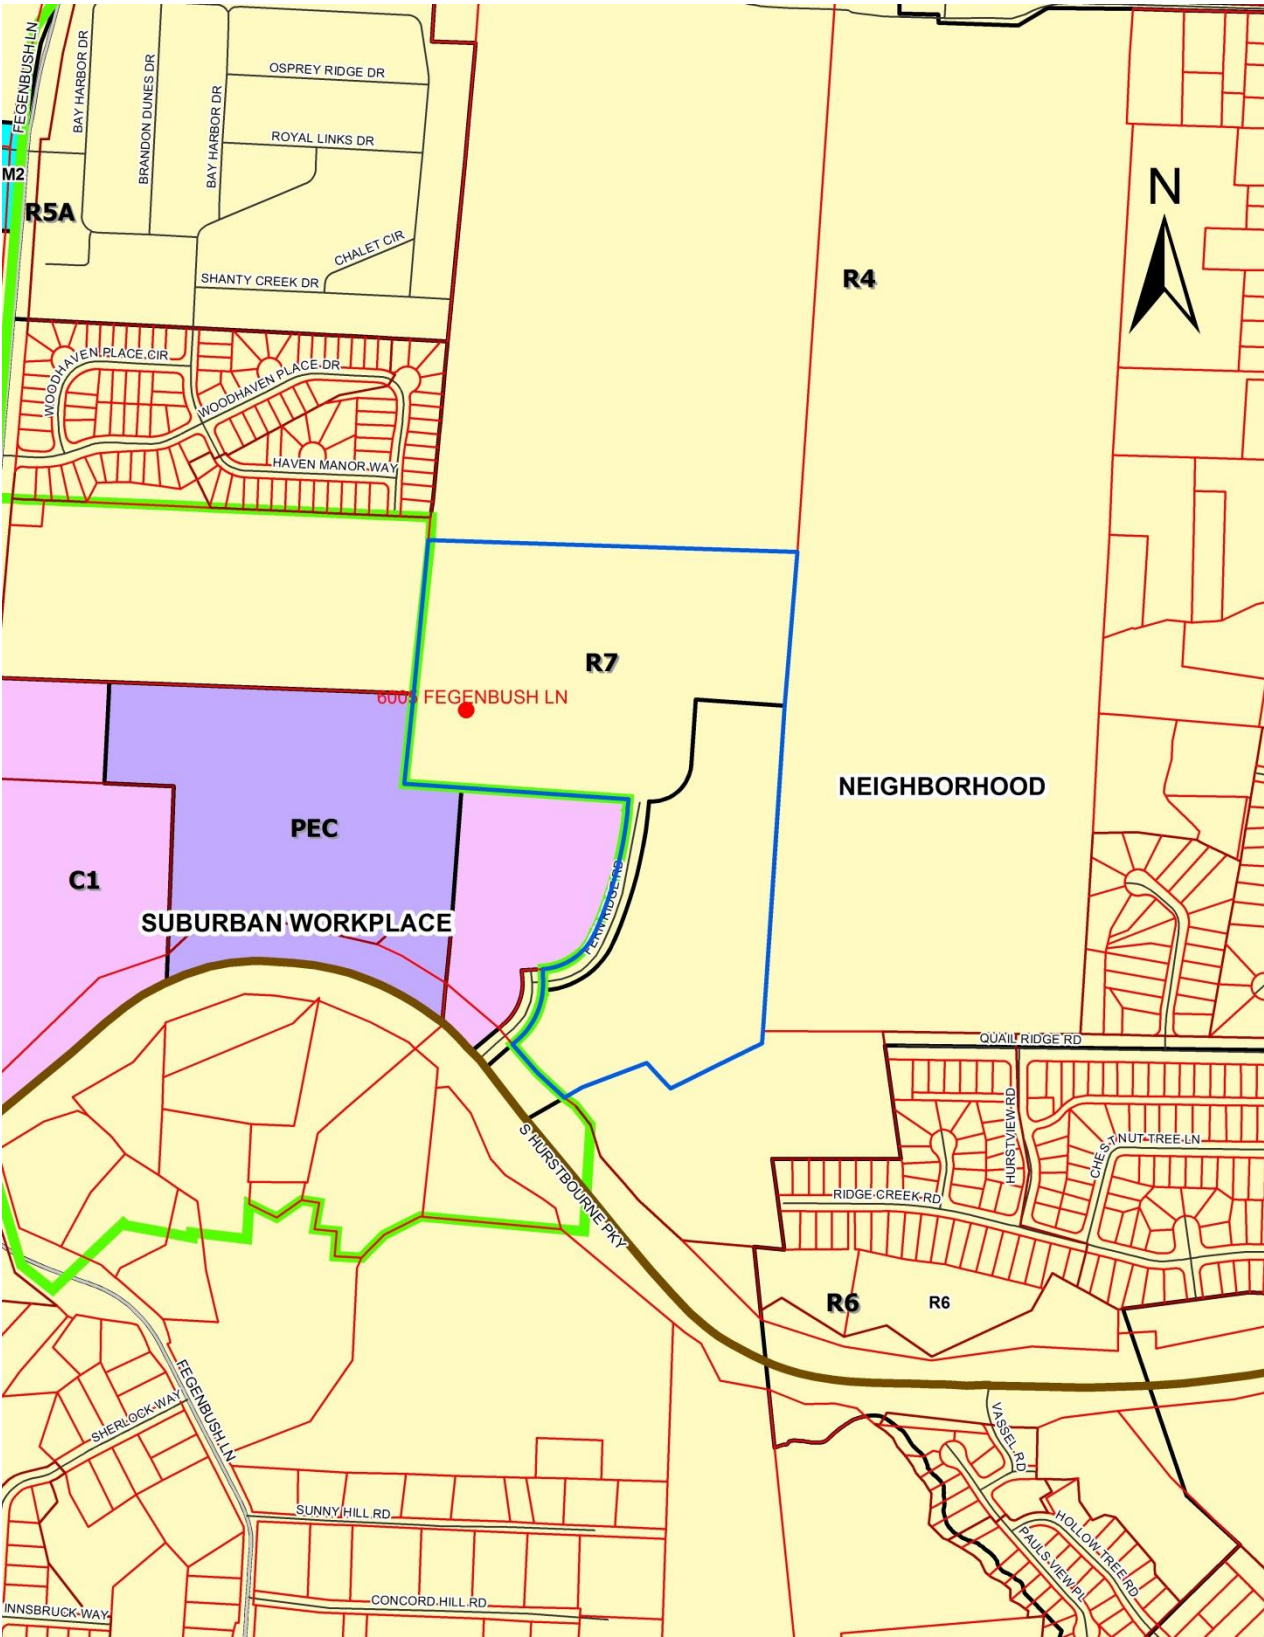 FEGENBUSH LN
BAY HARBOR DR
BRANDON DUNES DR
BAY HARBOR DR
OSPREY RIDGE DR
ROYAL LINKS DR
M2
R5A
N
CHALET CIR
SHANTY CREEK DR
R4
WOODHAVEN PLACE CIR
WOODHAVEN PLACE DR
HAVEN MANOR WAY
R7
6005 FEGENBUSH LN
NEIGHBORHOOD
PEC
C1
FERN RIDGE RD
SUBURBAN WORKPLACE
QUAIL RIDGE RD
HURSTVIEW RD
CHESTNUT TREE LN
S HURSTBOURNE PKY
RIDGE CREEK RD
R6
R6
FEGENBUSH LN
SHERLOCK WAY
VASSEL RD
SUNNY HILL RD
HOLLOW TREE RD
PAULS VIEW PL
CONCORD HILL RD
INNSBRUCK WAY